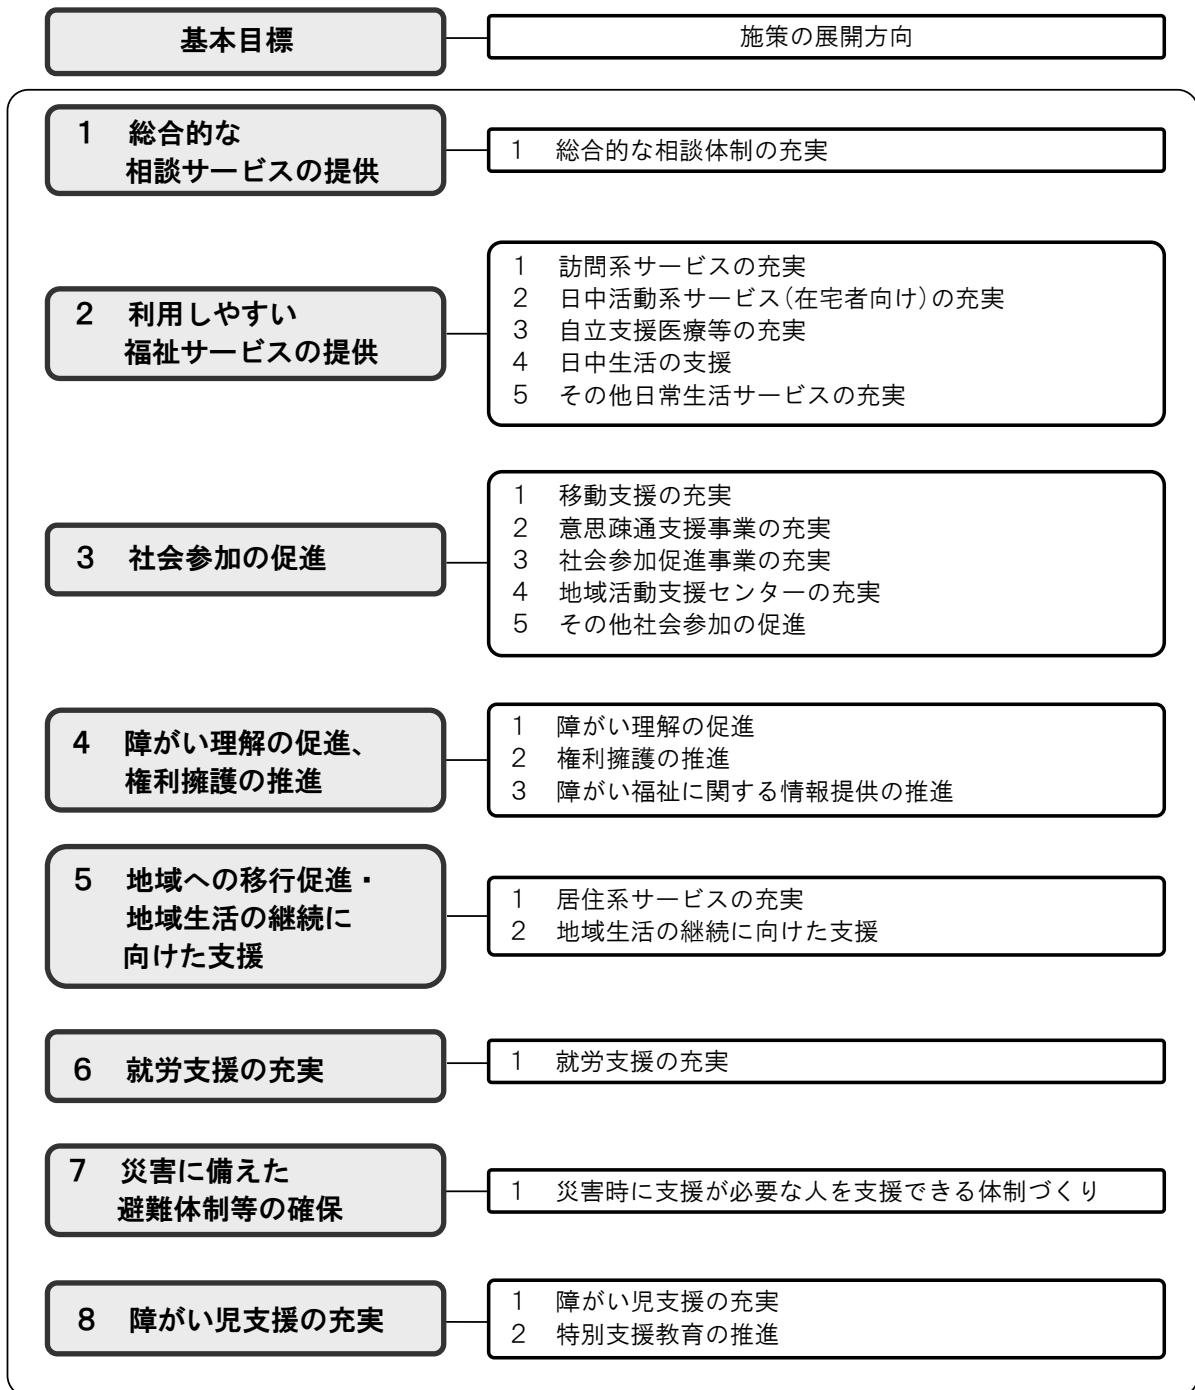 基本目標
施策の展開方向
1 総合的な
相談サービスの提供
1 総合的な相談体制の充実
2 利用しやすい
福祉サービスの提供
1 訪問系サービスの充実
2 日中活動系サービス(在宅者向け)の充実
3 自立支援医療等の充実
4 日中生活の支援
5 その他日常生活サービスの充実
3 社会参加の促進
1 移動支援の充実
2 意思疎通支援事業の充実
3 社会参加促進事業の充実
4 地域活動支援センターの充実
5 その他社会参加の促進
4 障がい理解の促進、
権利擁護の推進
1 障がい理解の促進
2 権利擁護の推進
3 障がい福祉に関する情報提供の推進
5 地域への移行促進・
地域生活の継続に
向けた支援
1 居住系サービスの充実
2 地域生活の継続に向けた支援
6 就労支援の充実
1 就労支援の充実
7 災害に備えた
避難体制等の確保
1 災害時に支援が必要な人を支援できる体制づくり
8 障がい児支援の充実
1 障がい児支援の充実
2 特別支援教育の推進